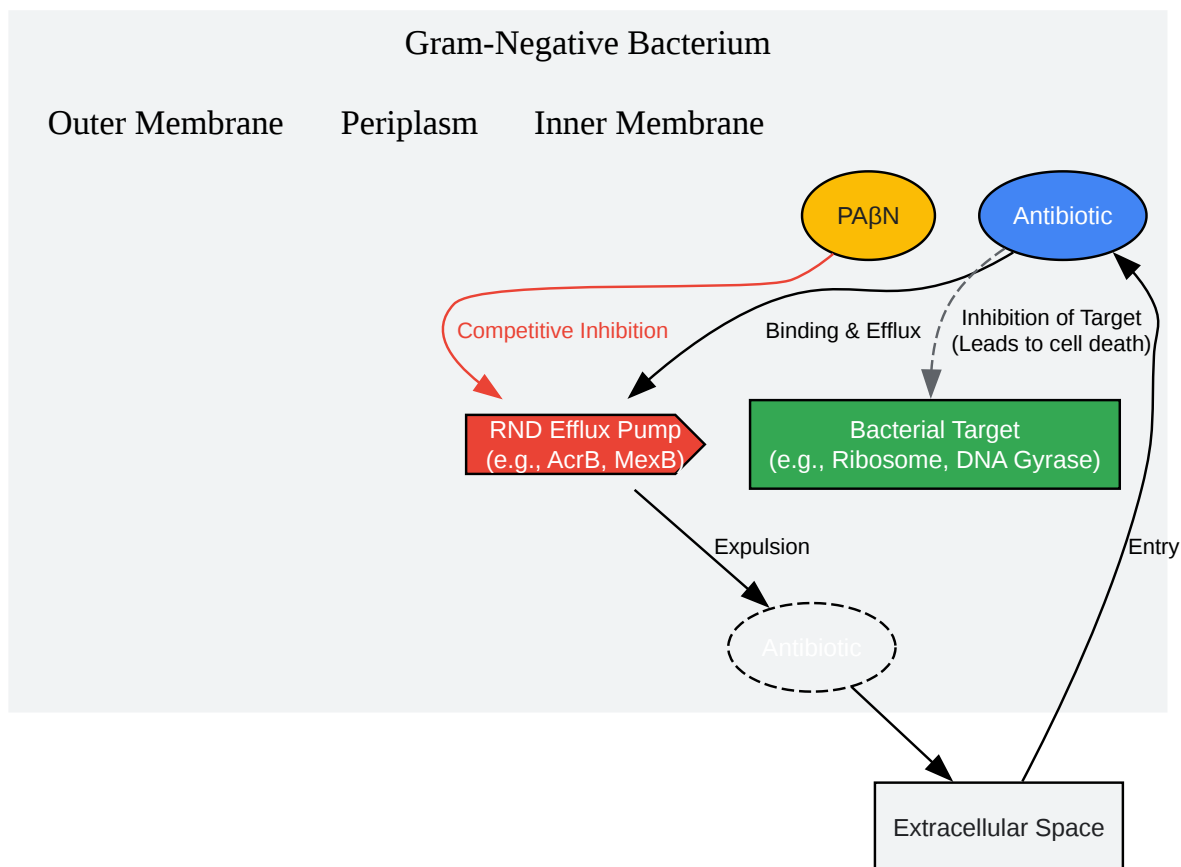 Gram-Negative Bacterium
Outer Membrane Periplasm Inner Membrane
PAβN
Antibiotic
Competitive Inhibition
Binding & Efflux
Inhibition of Target
(Leads to cell death)
RND Efflux Pump
(e.g., AcrB, MexB)
Bacterial Target
(e.g., Ribosome, DNA Gyrase)
Expulsion
Entry
Antibiotic
Extracellular Space